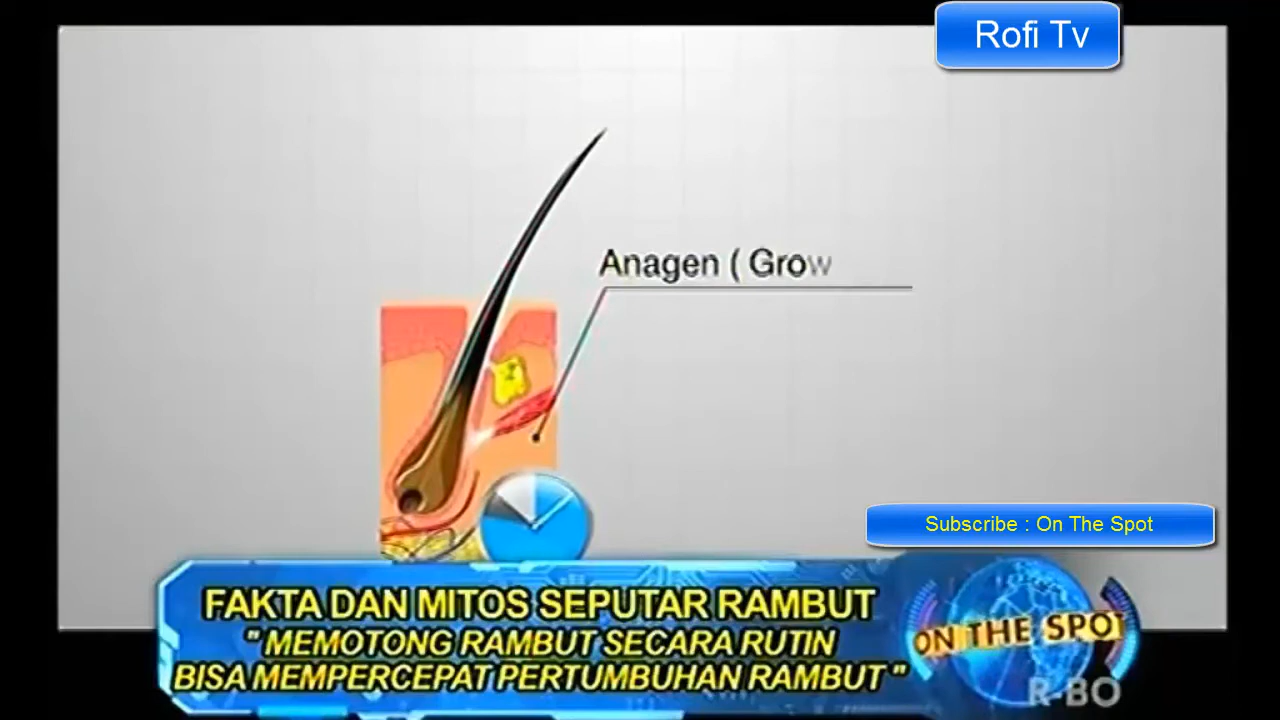 Rofi Tv
Anagen ( Grow
Subscribe : On The Spot
FAKTA DAN MITOS SEPUTAR RAMBUT
" MEMOTONG RAMBUT SECARA RUTIN
BISA MEMPERCEPAT PERTUMBUHAN RAMBUT "
ON THE SPOT
R-BO